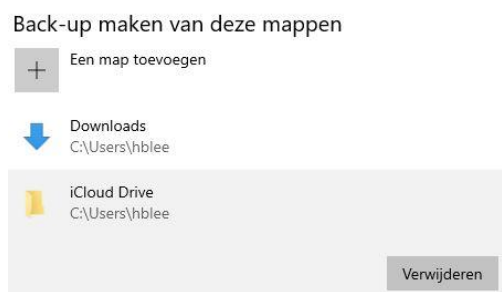 Back-up maken van deze mappen
Een map toevoegen
Downloads
C:\Users\hblee
iCloud Drive
C:\Users\hblee
Verwijderen